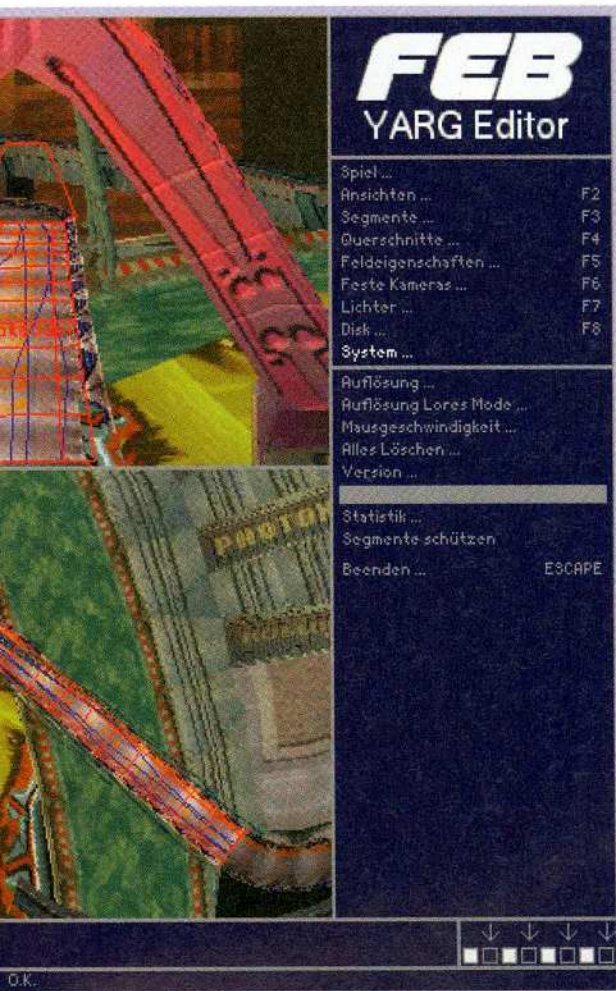 FEB
YARG Editor
Spiel ...
Ansichten ... F2
Segmente ... F3
Querschnitte ... F4
Feldeigenschaften ... F5
Feste Kameras ... F6
Lichter ... F7
Disk ... F8
System ...
Auflösung ...
Auflösung Lores Mode ...
Mausgeschwindigkeit ...
Alles Löschen ...
Version ...
Statistik ...
Segmente schützen
Beenden ... ESCAPE
PHOTON
O.K.